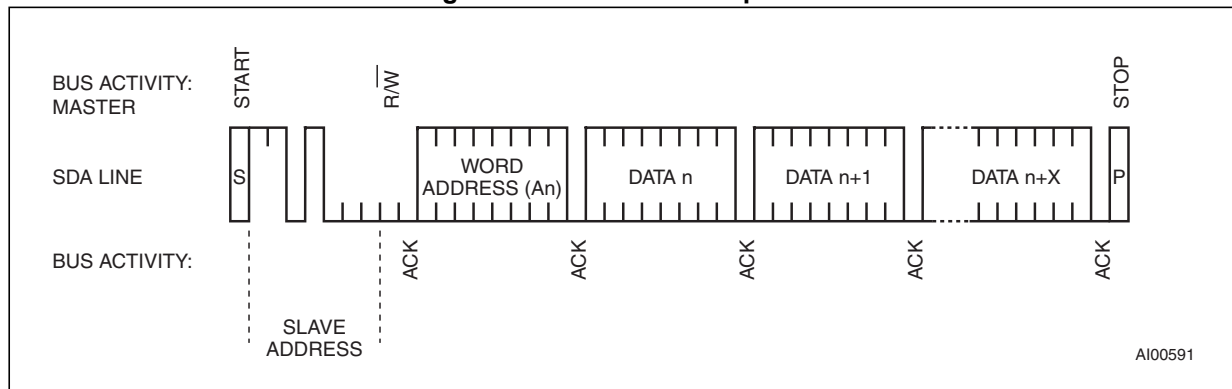 BUS ACTIVITY:
MASTER
START
R/W
STOP
SDA LINE
S
WORD
ADDRESS (An)
DATA n
DATA n+1
DATA n+X
P
BUS ACTIVITY:
ACK
ACK
ACK
ACK
ACK
SLAVE
ADDRESS
AI00591